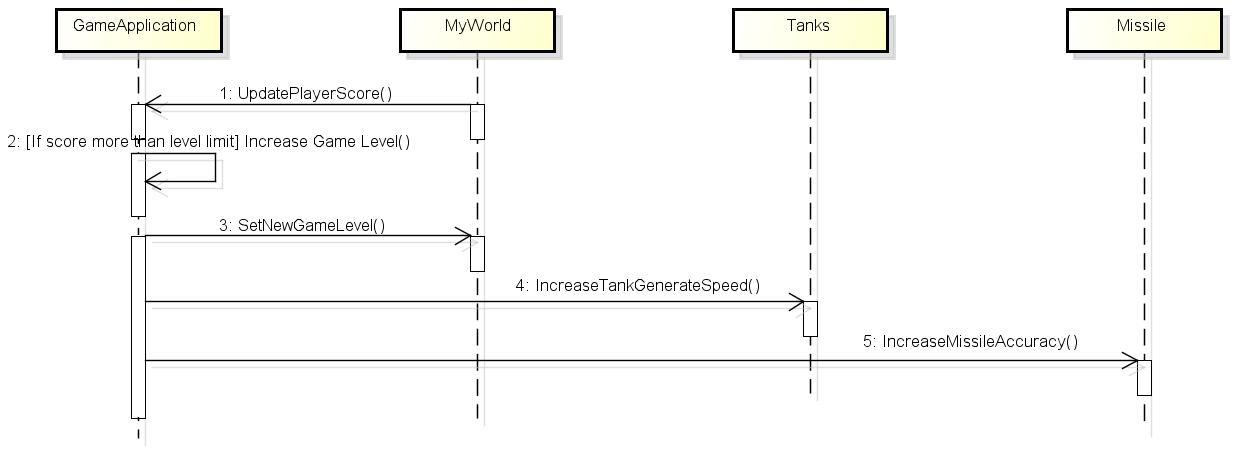 GameApplication
MyWorld
Tanks
Missile
1: UpdatePlayerScore()
2: [If score more than level limit] Increase Game Level()
3: SetNewGameLevel()
4: IncreaseTankGenerateSpeed()
5: IncreaseMissileAccuracy()